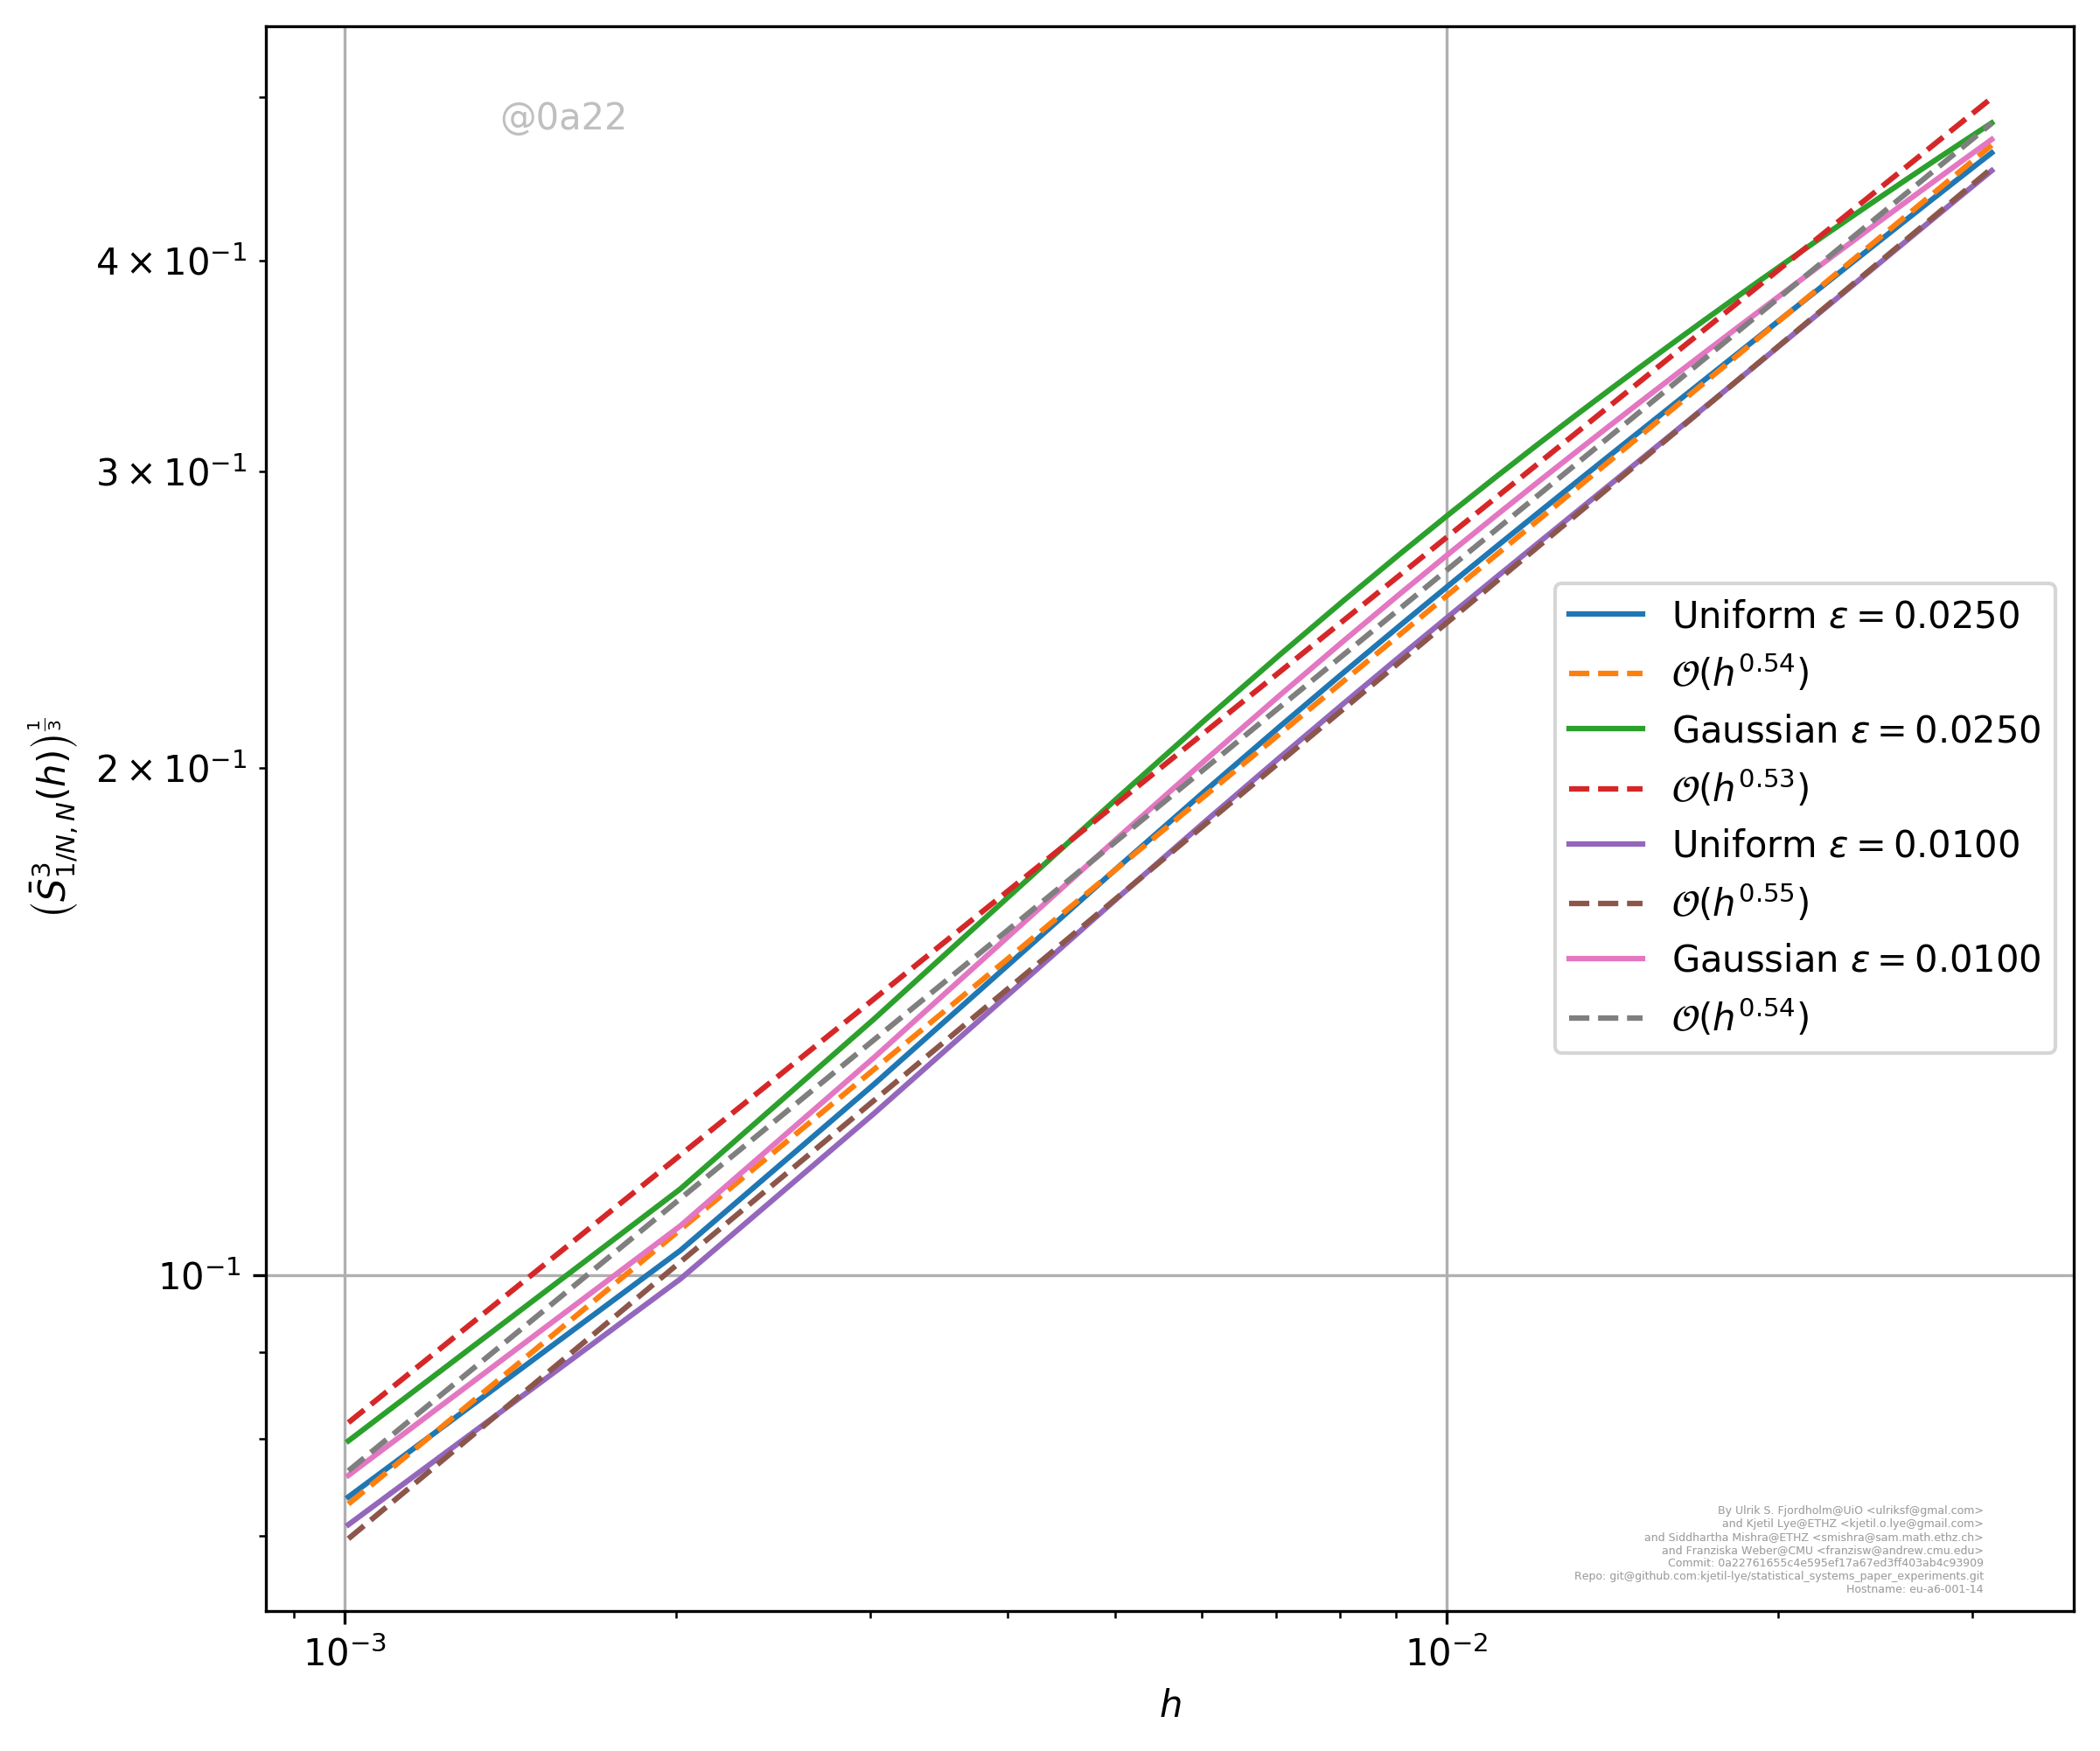 @0a22
4 × 10⁻¹
3 × 10⁻¹
2 × 10⁻¹
10⁻¹
(S̄³₁/N, N(h))^(1/3)
Uniform ε = 0.0250
𝒪(h^0.54)
Gaussian ε = 0.0250
𝒪(h^0.53)
Uniform ε = 0.0100
𝒪(h^0.55)
Gaussian ε = 0.0100
𝒪(h^0.54)
By Ulrik S. Fjordholm@UiO <ulriksf@gmal.com>
and Kjetil Lye@ETHZ <kjetil.o.lye@gmail.com>
and Siddhartha Mishra@ETHZ <smishra@sam.math.ethz.ch>
and Franziska Weber@CMU <franzisw@andrew.cmu.edu>
Commit: 0a22761655c4e595ef17a67ed3ff403ab4c93909
Repo: git@github.com:kjetil-lye/statistical_systems_paper_experiments.git
Hostname: eu-a6-001-14
10⁻³
10⁻²
h